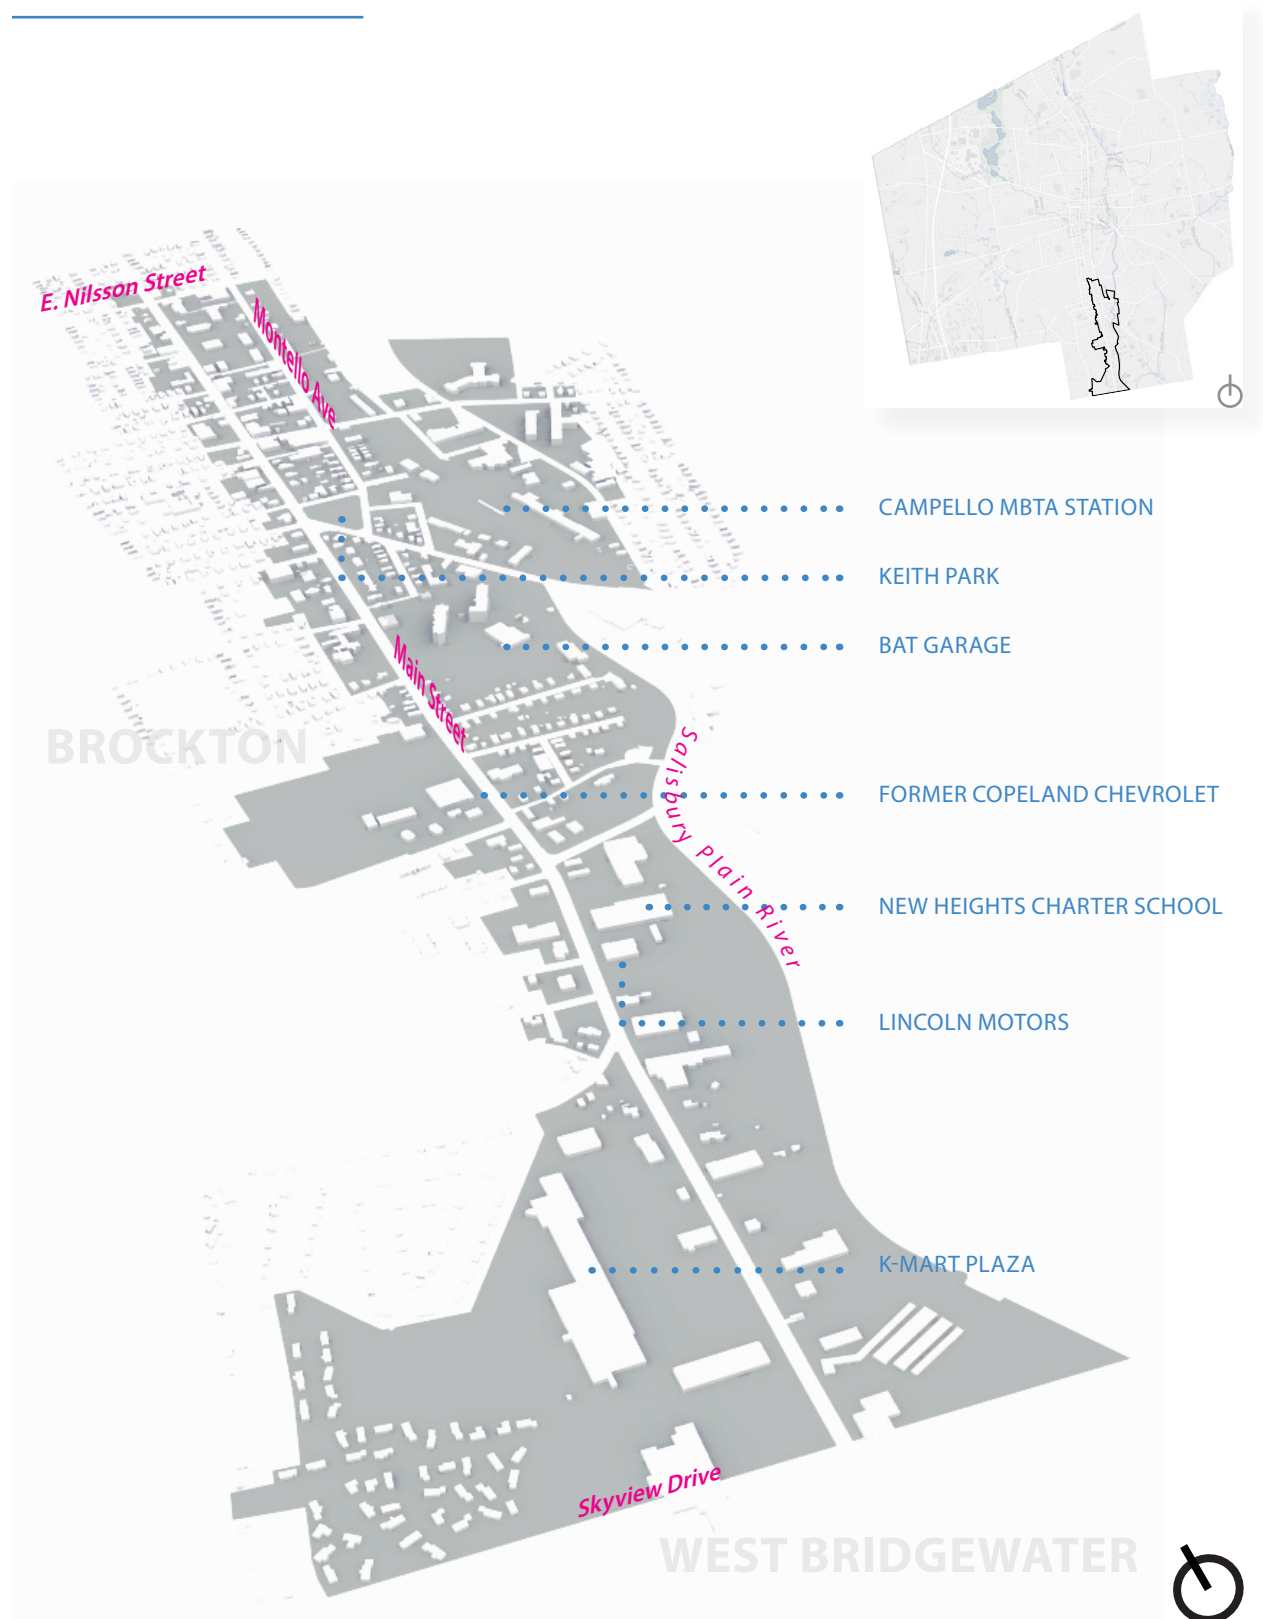 E. Nilsson Street
Montello Ave
CAMPELLO MBTA STATION
KEITH PARK
BAT GARAGE
Main Street
BROCKTON
Salisbury Plain River
FORMER COPELAND CHEVROLET
NEW HEIGHTS CHARTER SCHOOL
LINCOLN MOTORS
K-MART PLAZA
Skyview Drive
WEST BRIDGEWATER